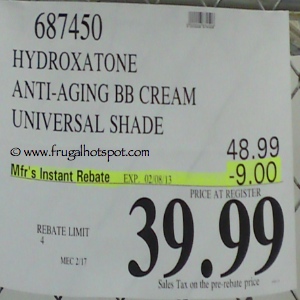 687450
HYDROXATONE
ANTI-AGING BB CREAM
UNIVERSAL SHADE
48.99
© www.frugalhotspot.com
Mfr's Instant Rebate EXP. 02/08/13 -9.00
PRICE AT REGISTER
39.99
REBATE LIMIT
4
MEC 2/17
Sales Tax on the pre-rebate price